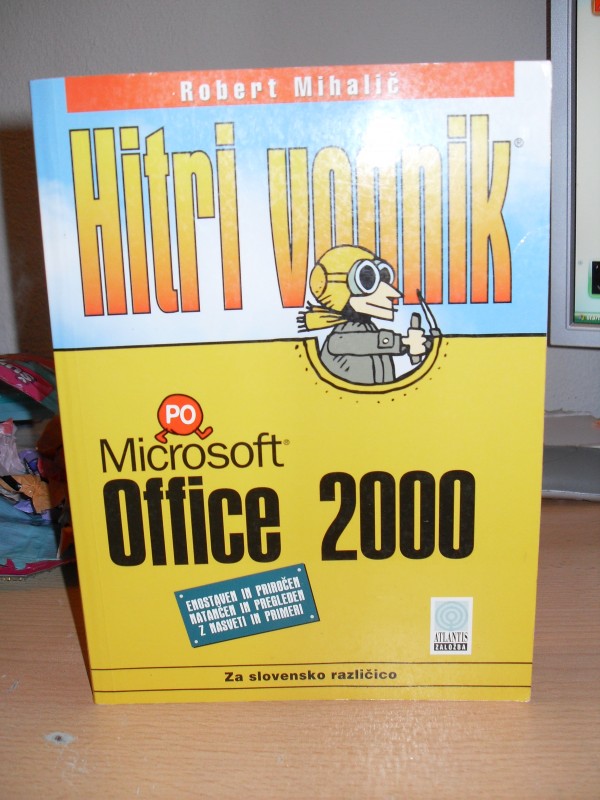 Robert Mihalič
Hitri vodnik®
PO
Microsoft®
Office 2000
ENOSTAVEN IN PRIROČEN
NATANČEN IN PREGLEDEN
Z NASVETI IN PRIMERI
ATLANTIS
ZALOŽBA
Za slovensko različico